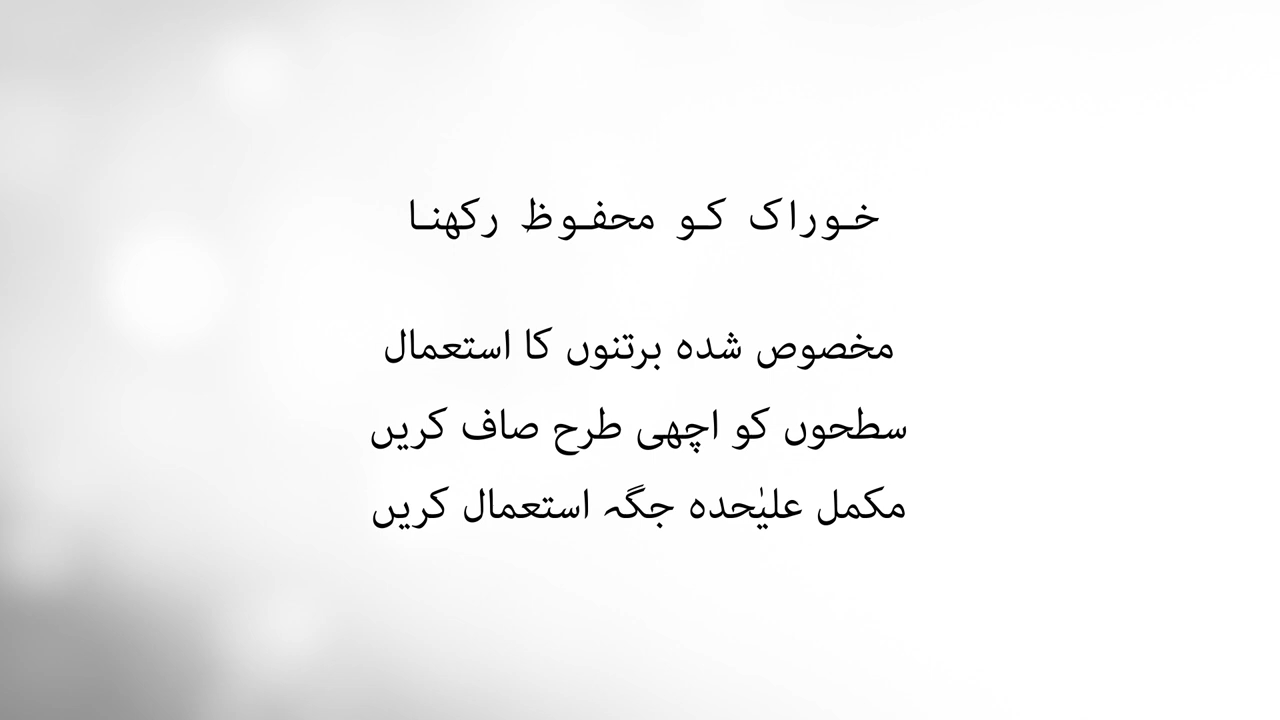 خوراک کو محفوظ رکھنا
مخصوص شدہ برتنوں کا استعمال
سطحوں کو اچھی طرح صاف کریں
مکمل علیٰحدہ جگہ استعمال کریں